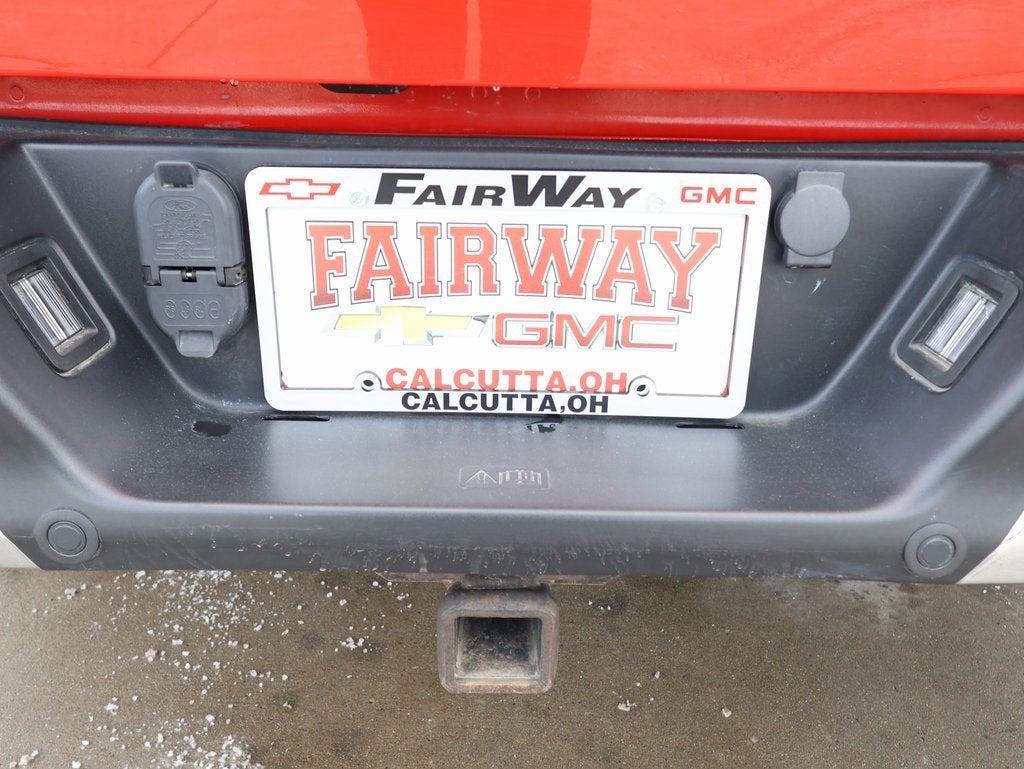 FAIRWAY GMC
FAIRWAY
GMC
CALCUTTA, OH
CALCUTTA, OH